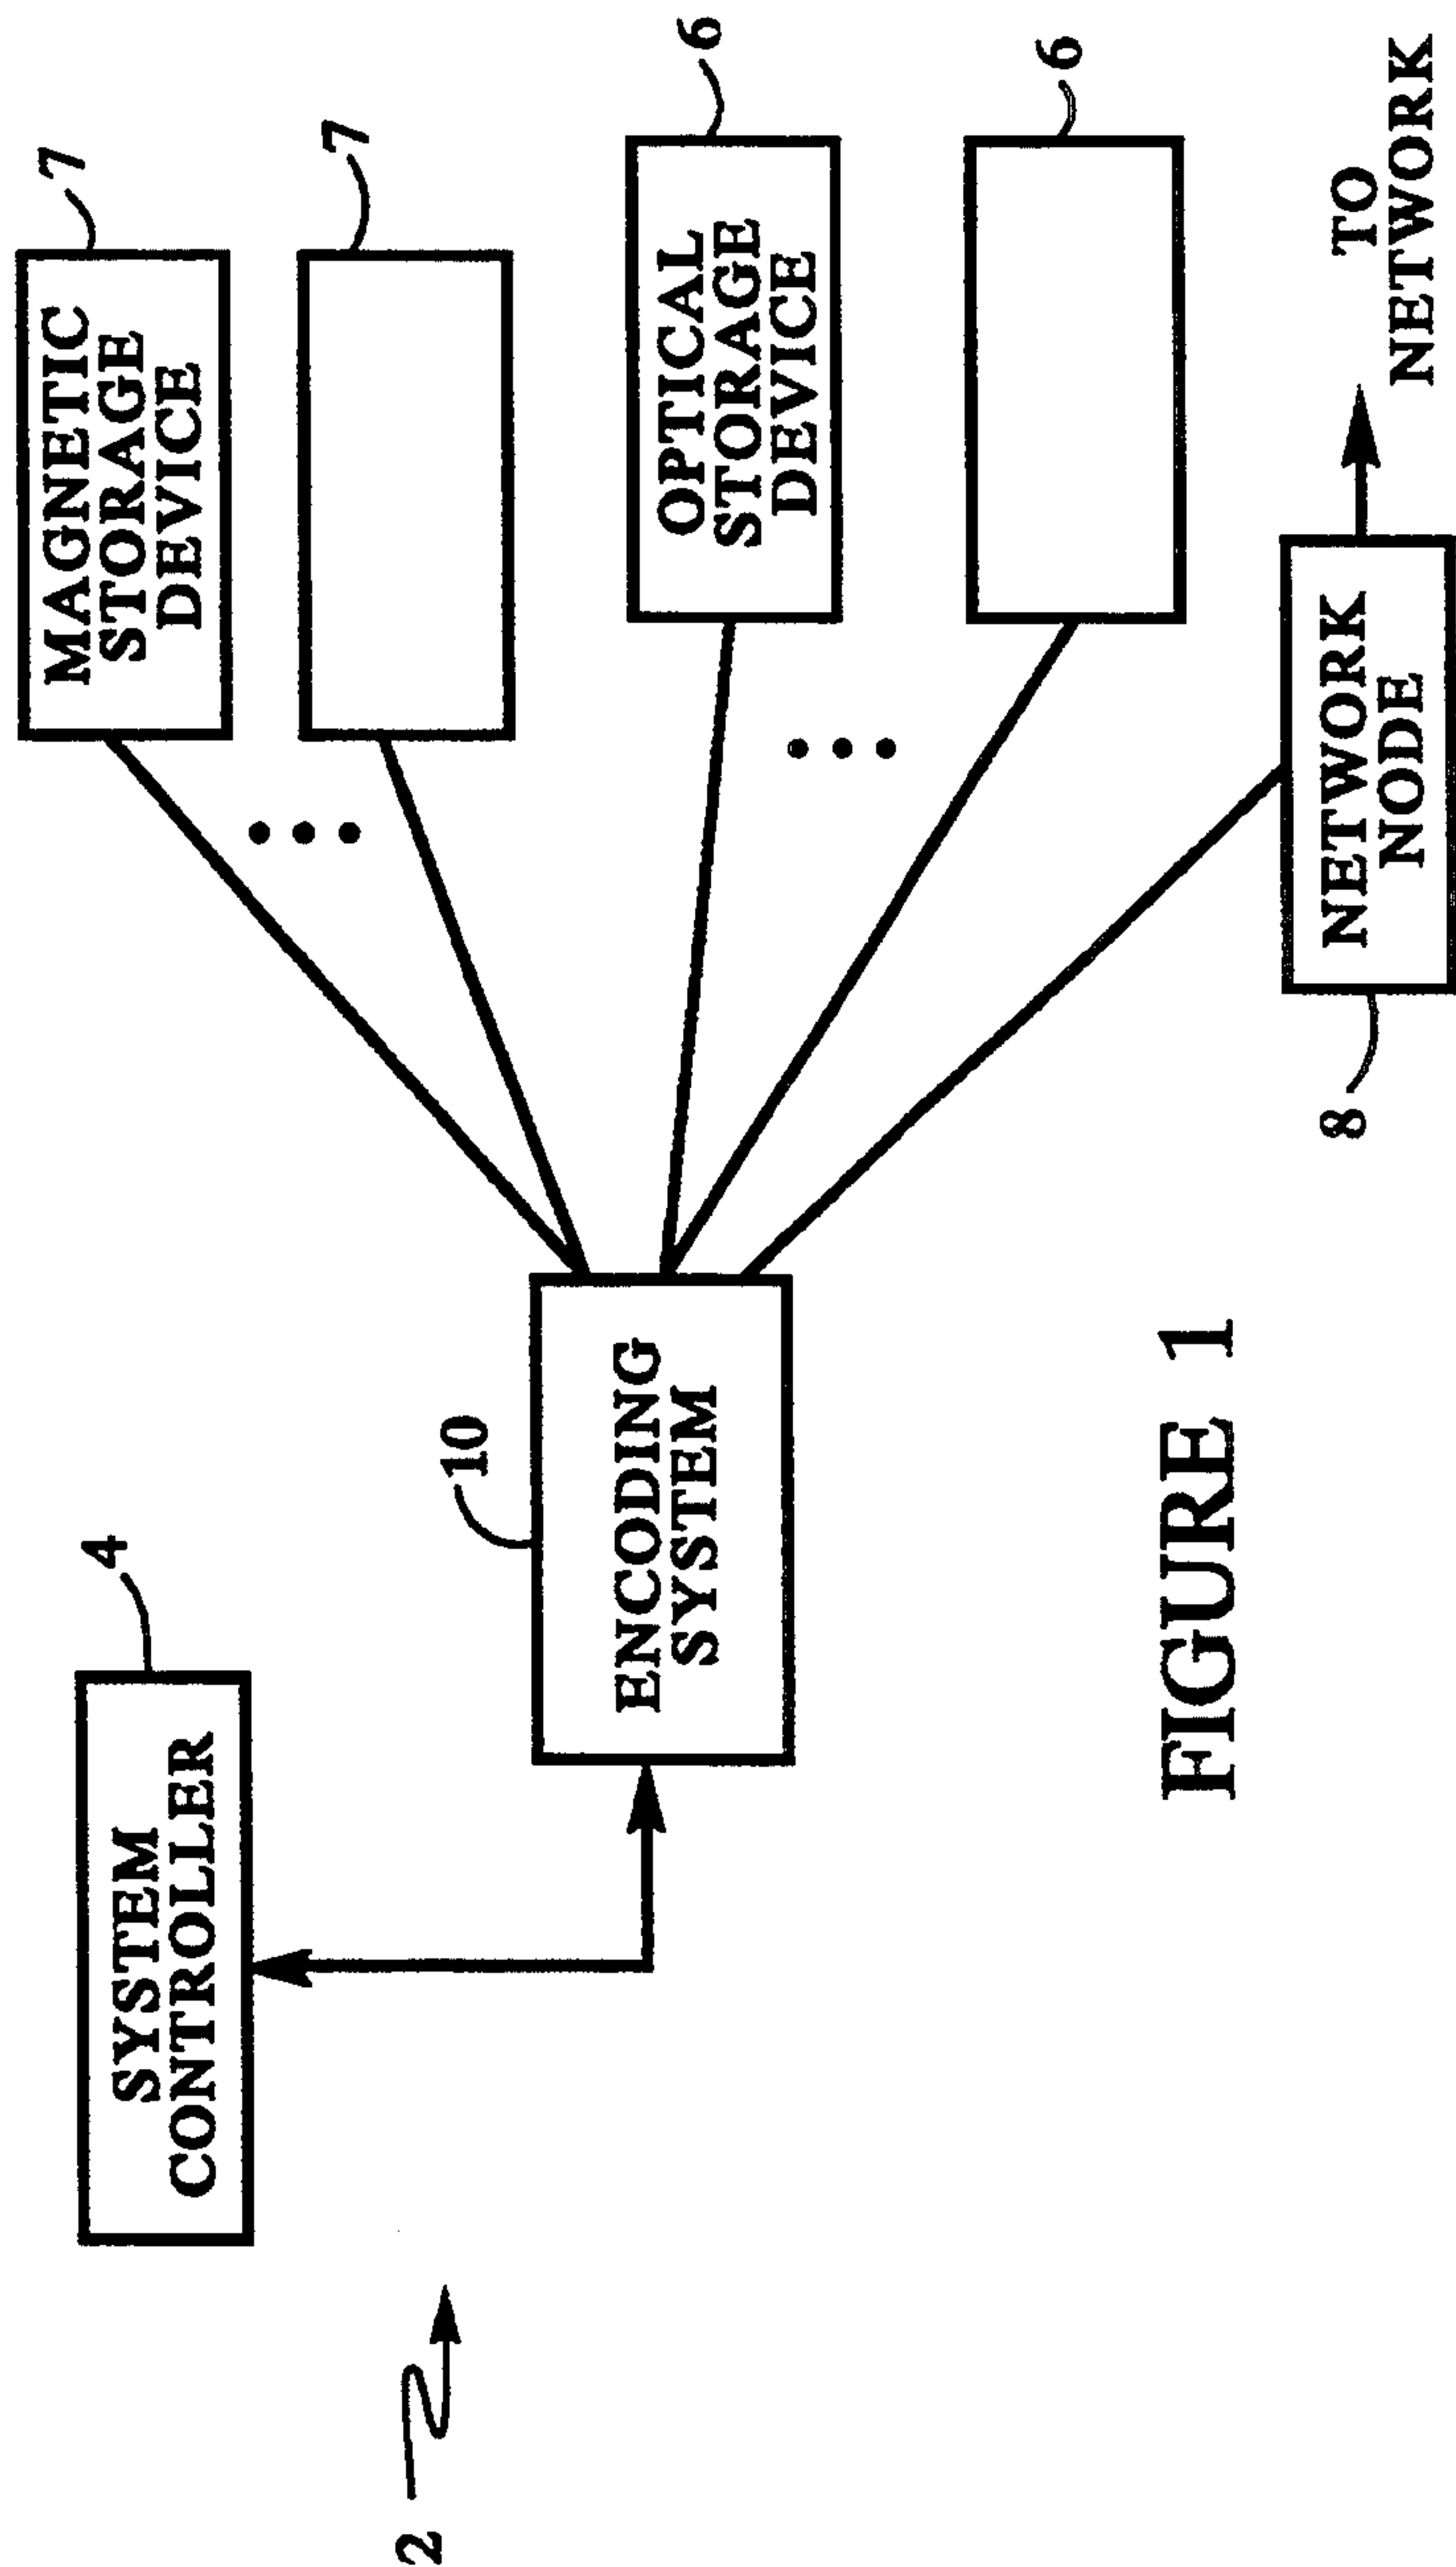 7
MAGNETIC
STORAGE
DEVICE
7
4
SYSTEM
CONTROLLER
10
ENCODING
SYSTEM
6
OPTICAL
STORAGE
DEVICE
6
2
8
NETWORK
NODE
TO
NETWORK
FIGURE 1